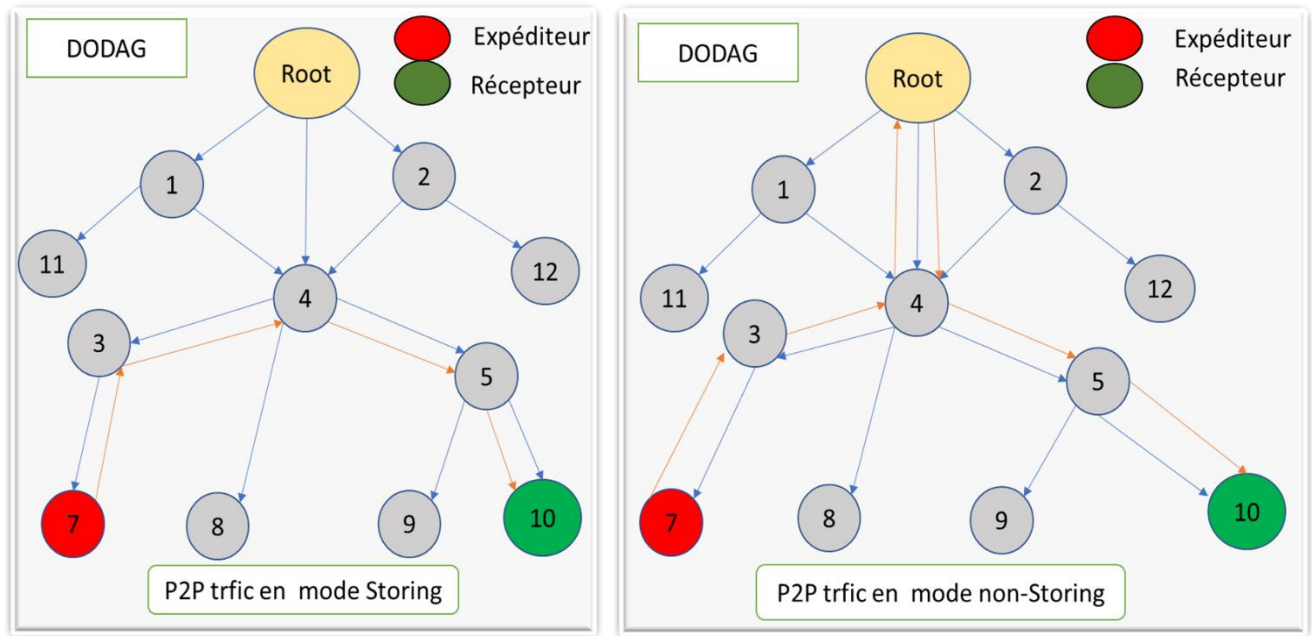 DODAG
Root
Expéditeur
Récepteur
1
2
11
12
4
3
5
7
8
9
10
P2P trfic en mode Storing
DODAG
Root
Expéditeur
Récepteur
1
2
11
12
4
3
5
7
8
9
10
P2P trfic en mode non-Storing